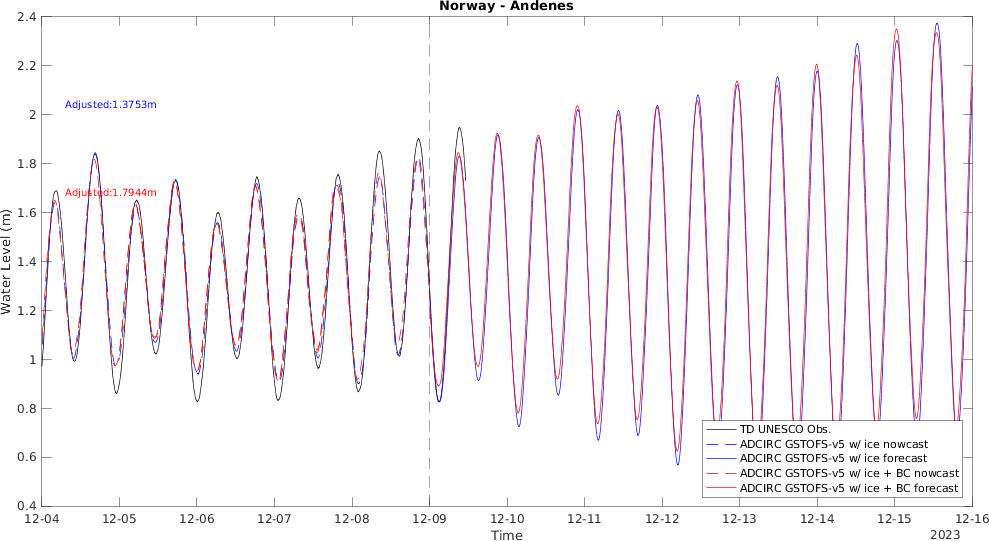 Norway - Andenes
2.4
2.2
2
1.8
1.6
1.4
1.2
1
0.8
0.6
0.4
Water Level (m)
Adjusted:1.3753m
Adjusted:1.7944m
TD UNESCO Obs.
ADCIRC GSTOFS-v5 w/ ice nowcast
ADCIRC GSTOFS-v5 w/ ice forecast
ADCIRC GSTOFS-v5 w/ ice + BC nowcast
ADCIRC GSTOFS-v5 w/ ice + BC forecast
12-04 12-05 12-06 12-07 12-08 12-09 12-10 12-11 12-12 12-13 12-14 12-15 12-16
Time
2023